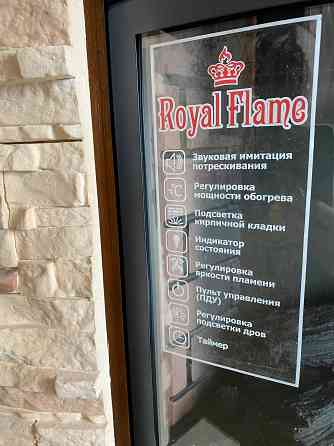 Royal Flame
Звуковая имитация
потрескивания
Регулировка
мощности обогрева
Подсветка
кирпичной кладки
Индикатор
состояния
Регулировка
яркости пламени
Пульт управления
(ПДУ)
Регулировка
подсветки дров
Таймер